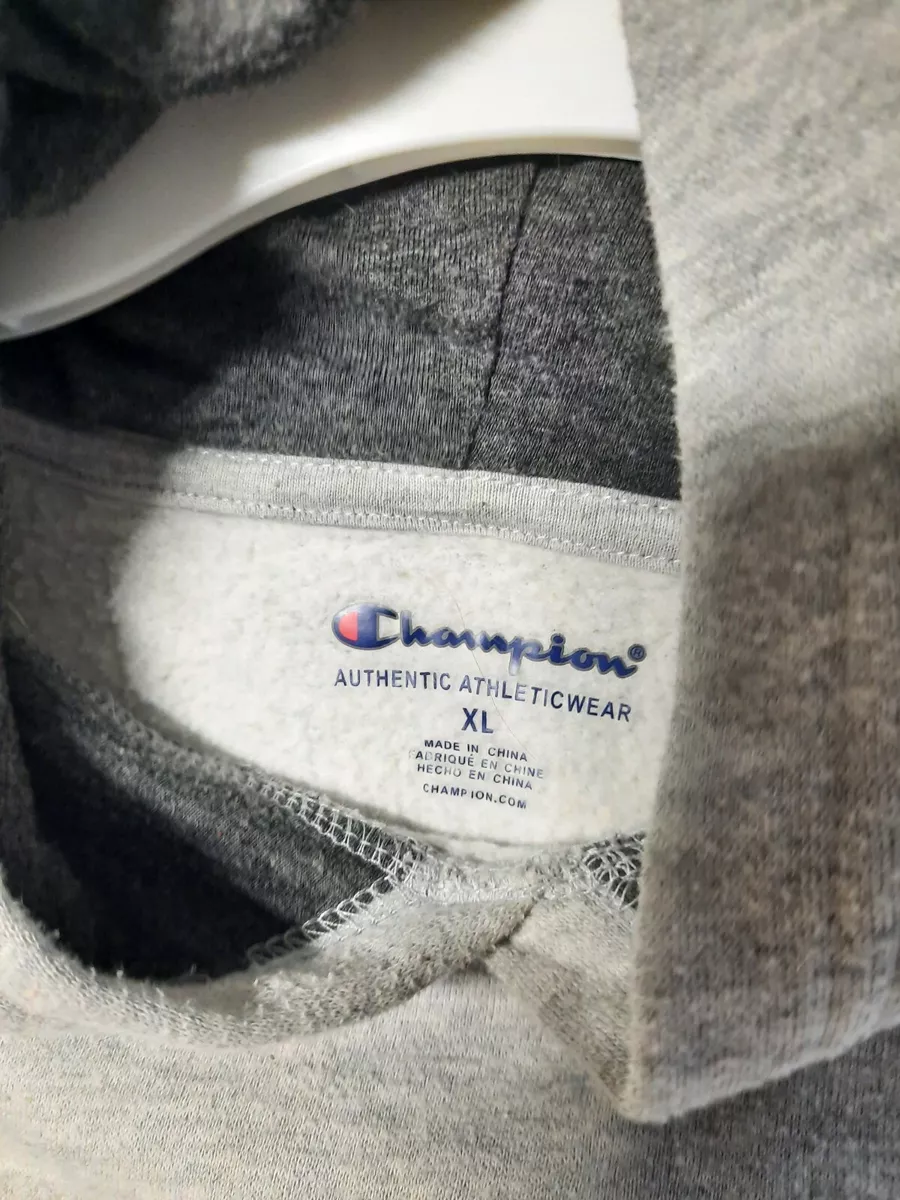 Champion®
AUTHENTIC ATHLETICWEAR
XL
MADE IN CHINA
FABRIQUÉ EN CHINE
HECHO EN CHINA
CHAMPION.COM